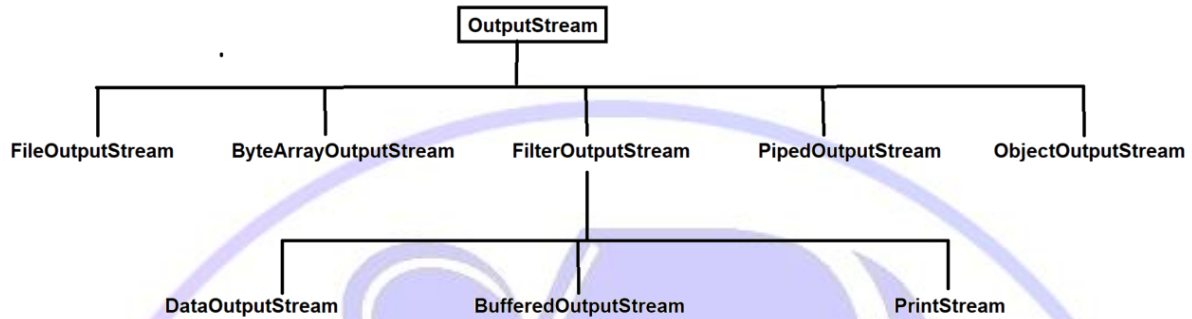 OutputStream
FileOutputStream ByteArrayOutputStream FilterOutputStream PipedOutputStream ObjectOutputStream
DataOutputStream BufferedOutputStream PrintStream